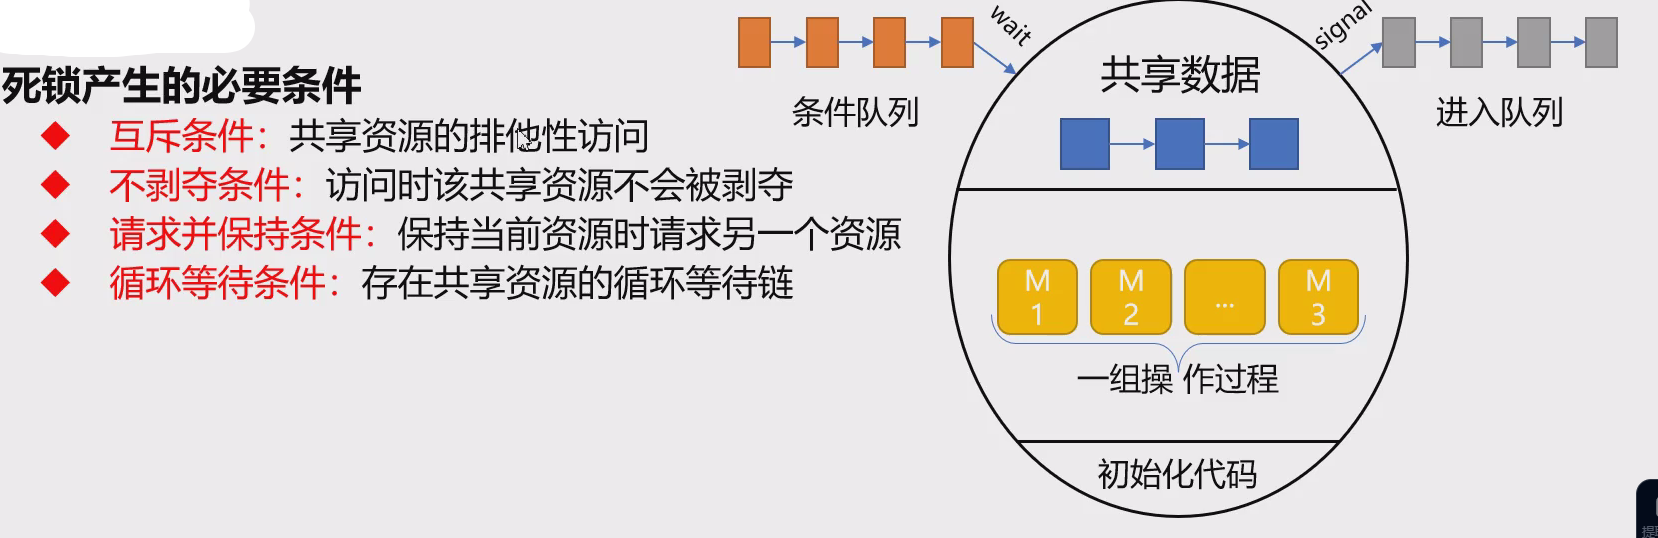 死锁产生的必要条件
互斥条件：共享资源的排他性访问
不剥夺条件：访问时该共享资源不会被剥夺
请求并保持条件：保持当前资源时请求另一个资源
循环等待条件：存在共享资源的循环等待链
wait
signal
条件队列
共享数据
进入队列
M
1
M
2
...
M
3
一组操 作过程
初始化代码